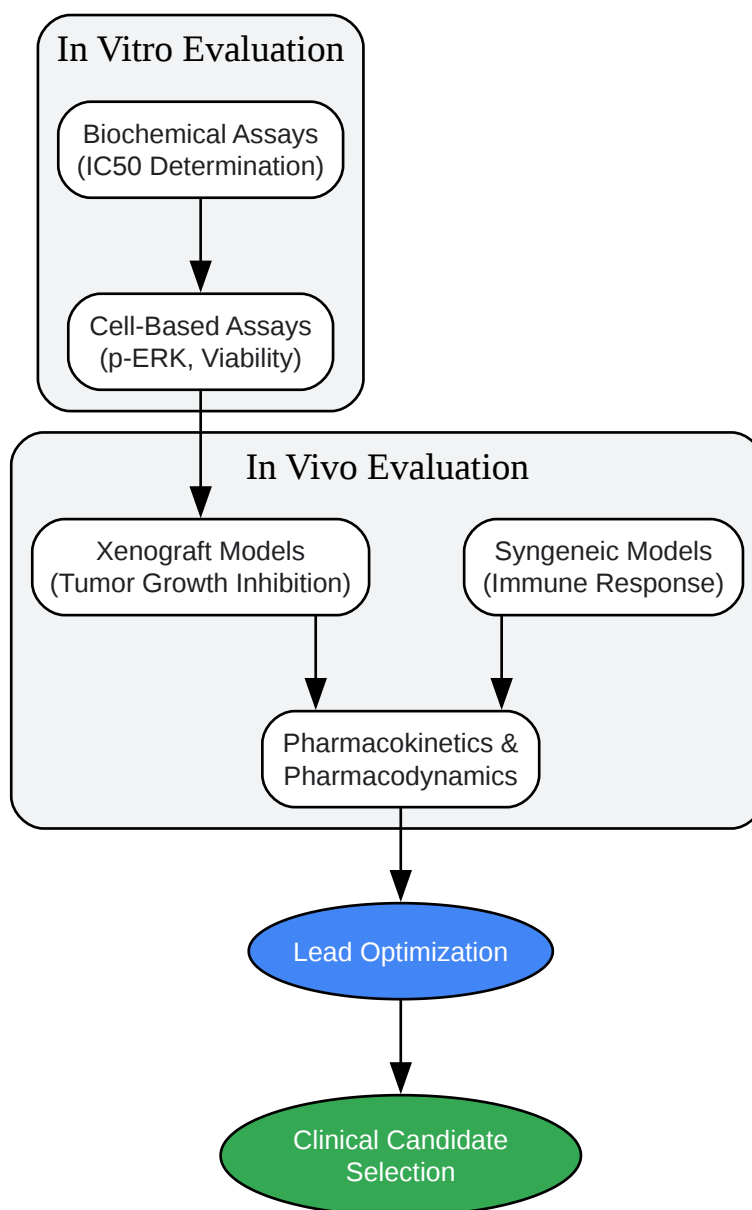 In Vitro Evaluation
Biochemical Assays
(IC50 Determination)
Cell-Based Assays
(p-ERK, Viability)
In Vivo Evaluation
Xenograft Models
(Tumor Growth Inhibition)
Syngeneic Models
(Immune Response)
Pharmacokinetics &
Pharmacodynamics
Lead Optimization
Clinical Candidate
Selection